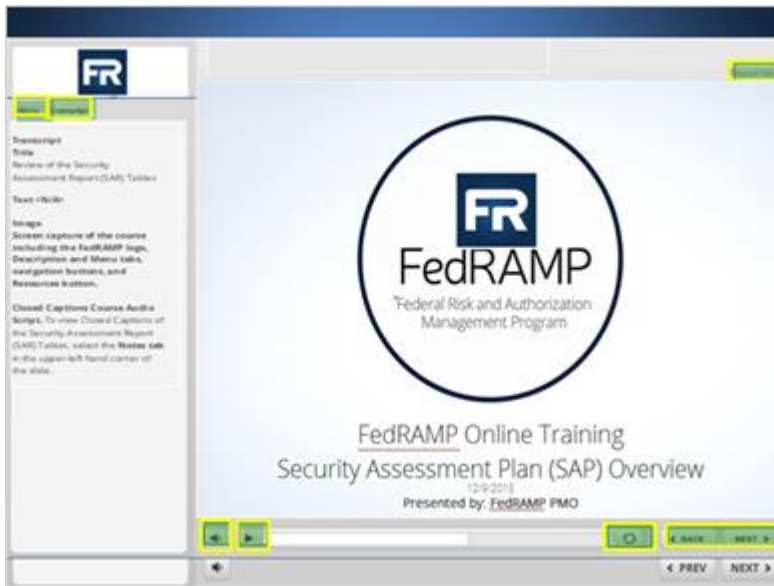 FR
Transcript
Transcript
Title
Review of the Security
Assessment Report (SAR) Tables
Text <N/A>
Image
Screen capture of the course
including the FedRAMP logo,
Description and Menu tabs,
navigation buttons, and
Resources button.
Closed Captions Course Audio
Script. To view Closed Captions of
the Security Assessment Report
(SAR) Tables, select the Notes tab
in the upper-left hand corner of
the slide.
FR
FedRAMP
Federal Risk and Authorization
Management Program
FedRAMP Online Training
Security Assessment Plan (SAP) Overview
12/9/2015
Presented by: FedRAMP PMO
BACK NEXT
PREV NEXT